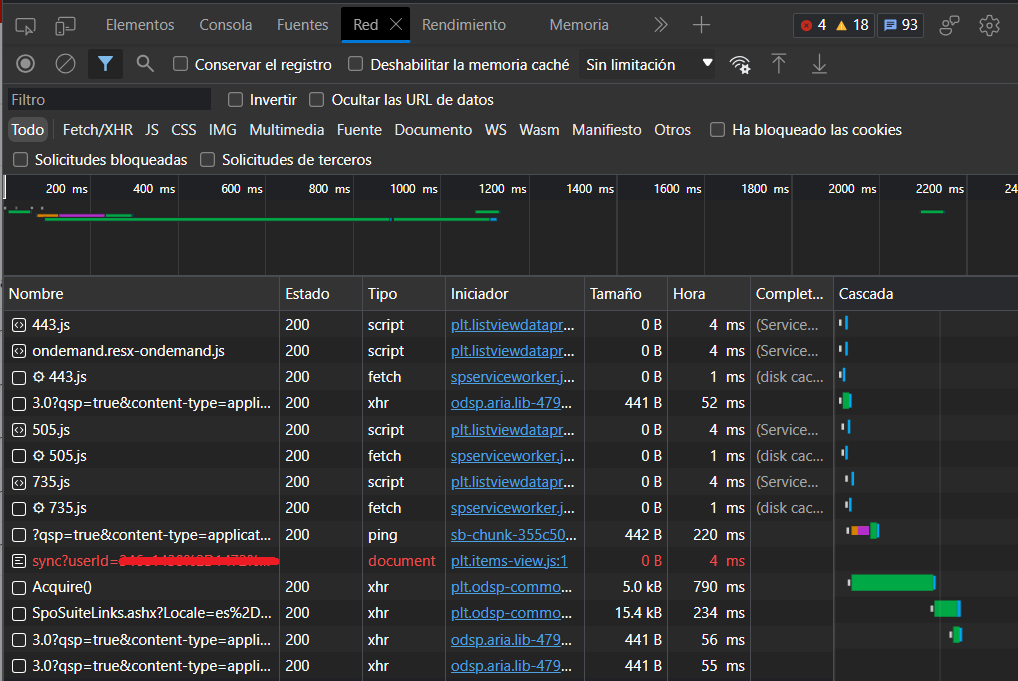 Elementos Consola Fuentes Red Rendimiento Memoria 4 18 93
Conservar el registro Deshabilitar la memoria caché Sin limitación
Filtro Invertir Ocultar las URL de datos
Todo Fetch/XHR JS CSS IMG Multimedia Fuente Documento WS Wasm Manifiesto Otros Ha bloqueado las cookies
Solicitudes bloqueadas Solicitudes de terceros
200 ms 400 ms 600 ms 800 ms 1000 ms 1200 ms 1400 ms 1600 ms 1800 ms 2000 ms 2200 ms 24
Nombre Estado Tipo Iniciador Tamaño Hora Complet... Cascada
443.js 200 script plt.listviewdatapr... 0 B 4 ms (Service...
ondemand.resx-ondemand.js 200 script plt.listviewdatapr... 0 B 4 ms (Service...
443.js 200 fetch spserviceworker.j... 0 B 1 ms (disk cac...
3.0?qsp=true&content-type=appli... 200 xhr odsp.aria.lib-479... 441 B 52 ms
505.js 200 script plt.listviewdatapr... 0 B 4 ms (Service...
505.js 200 fetch spserviceworker.j... 0 B 1 ms (disk cac...
735.js 200 script plt.listviewdatapr... 0 B 4 ms (Service...
735.js 200 fetch spserviceworker.j... 0 B 1 ms (disk cac...
?qsp=true&content-type=applicat... 200 ping sb-chunk-355c50... 442 B 220 ms
sync?userId= document plt.items-view.js:1 0 B 4 ms
Acquire() 200 xhr plt.odsp-commo... 5.0 kB 790 ms
SpoSuiteLinks.ashx?Locale=es%2D... 200 xhr plt.odsp-commo... 15.4 kB 234 ms
3.0?qsp=true&content-type=appli... 200 xhr odsp.aria.lib-479... 441 B 56 ms
3.0?qsp=true&content-type=appli... 200 xhr odsp.aria.lib-479... 441 B 55 ms